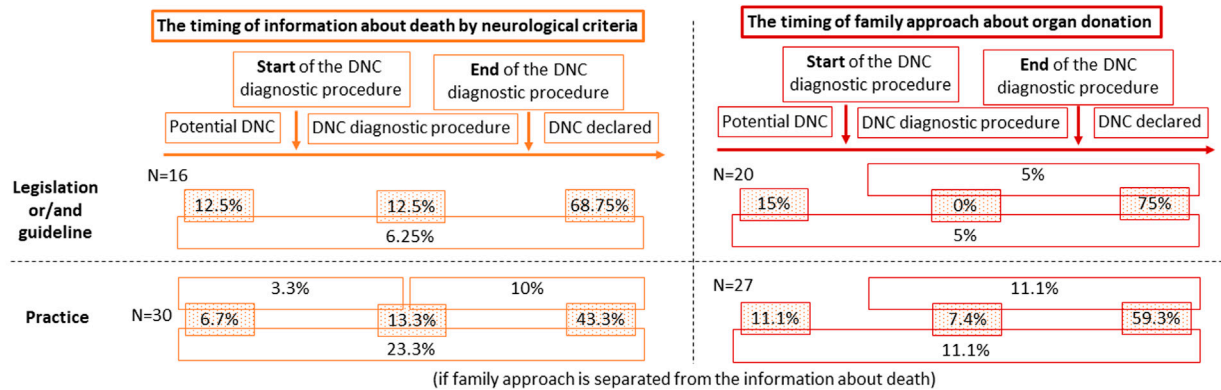 The timing of information about death by neurological criteria
Start of the DNC
diagnostic procedure
End of the DNC
diagnostic procedure
Potential DNC
DNC diagnostic procedure
DNC declared
The timing of family approach about organ donation
Start of the DNC
diagnostic procedure
End of the DNC
diagnostic procedure
Potential DNC
DNC diagnostic procedure
DNC declared
Legislation
or/and
guideline
N=16
12.5%
12.5%
68.75%
6.25%
N=20
5%
15%
0%
75%
5%
Practice
N=30
3.3%
10%
6.7%
13.3%
43.3%
23.3%
N=27
11.1%
11.1%
7.4%
59.3%
11.1%
(if family approach is separated from the information about death)